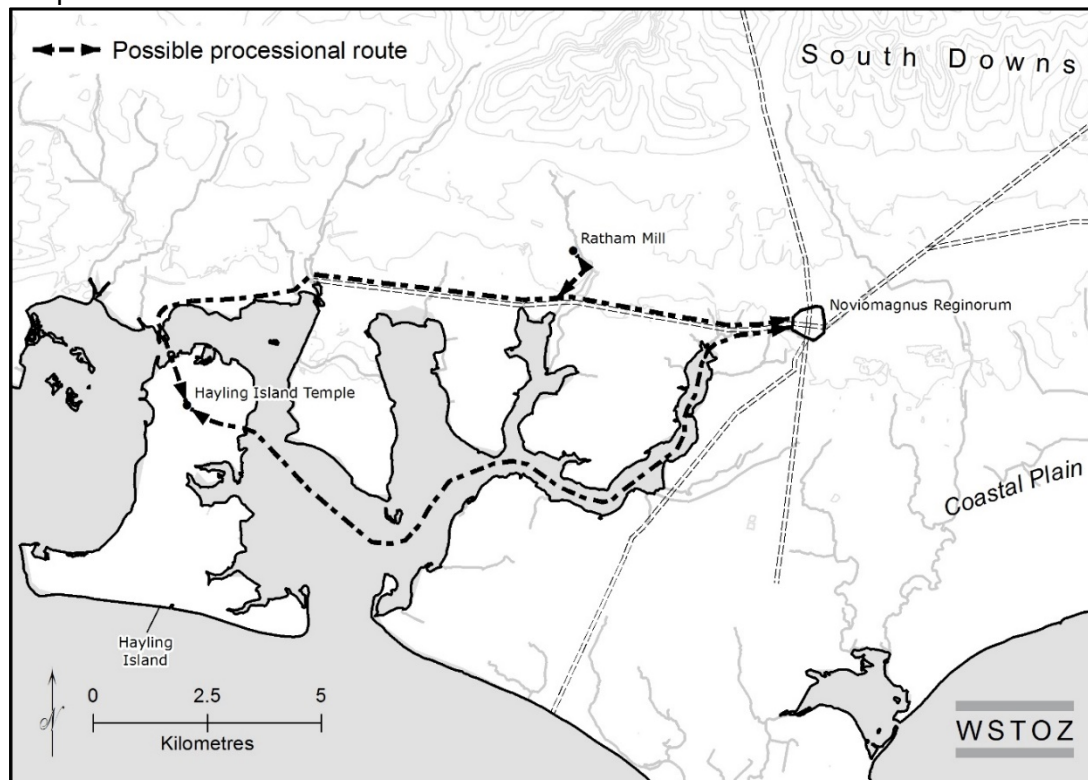 Possible processional route
South Downs
Ratham Mill
Noviomagnus Reginorum
Hayling Island Temple
Coastal Plain
Hayling
Island
N
0 2.5 5
Kilometres
WSTOZ